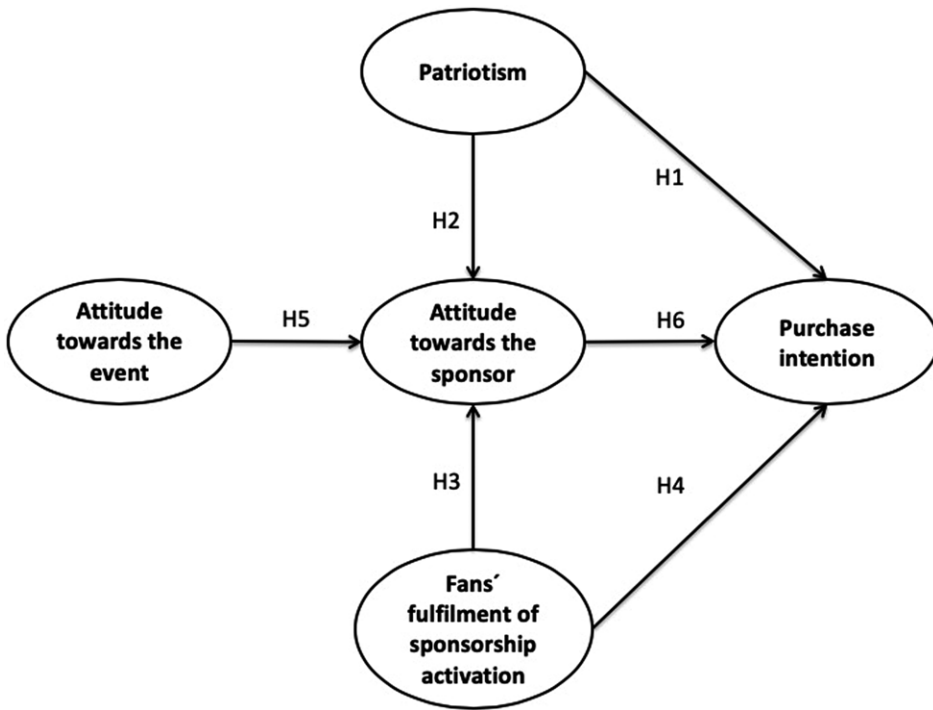 Patriotism
H1
H2
Attitude
towards the
event
H5
Attitude
towards the
sponsor
H6
Purchase
intention
H3
H4
Fans´
fulfilment of
sponsorship
activation